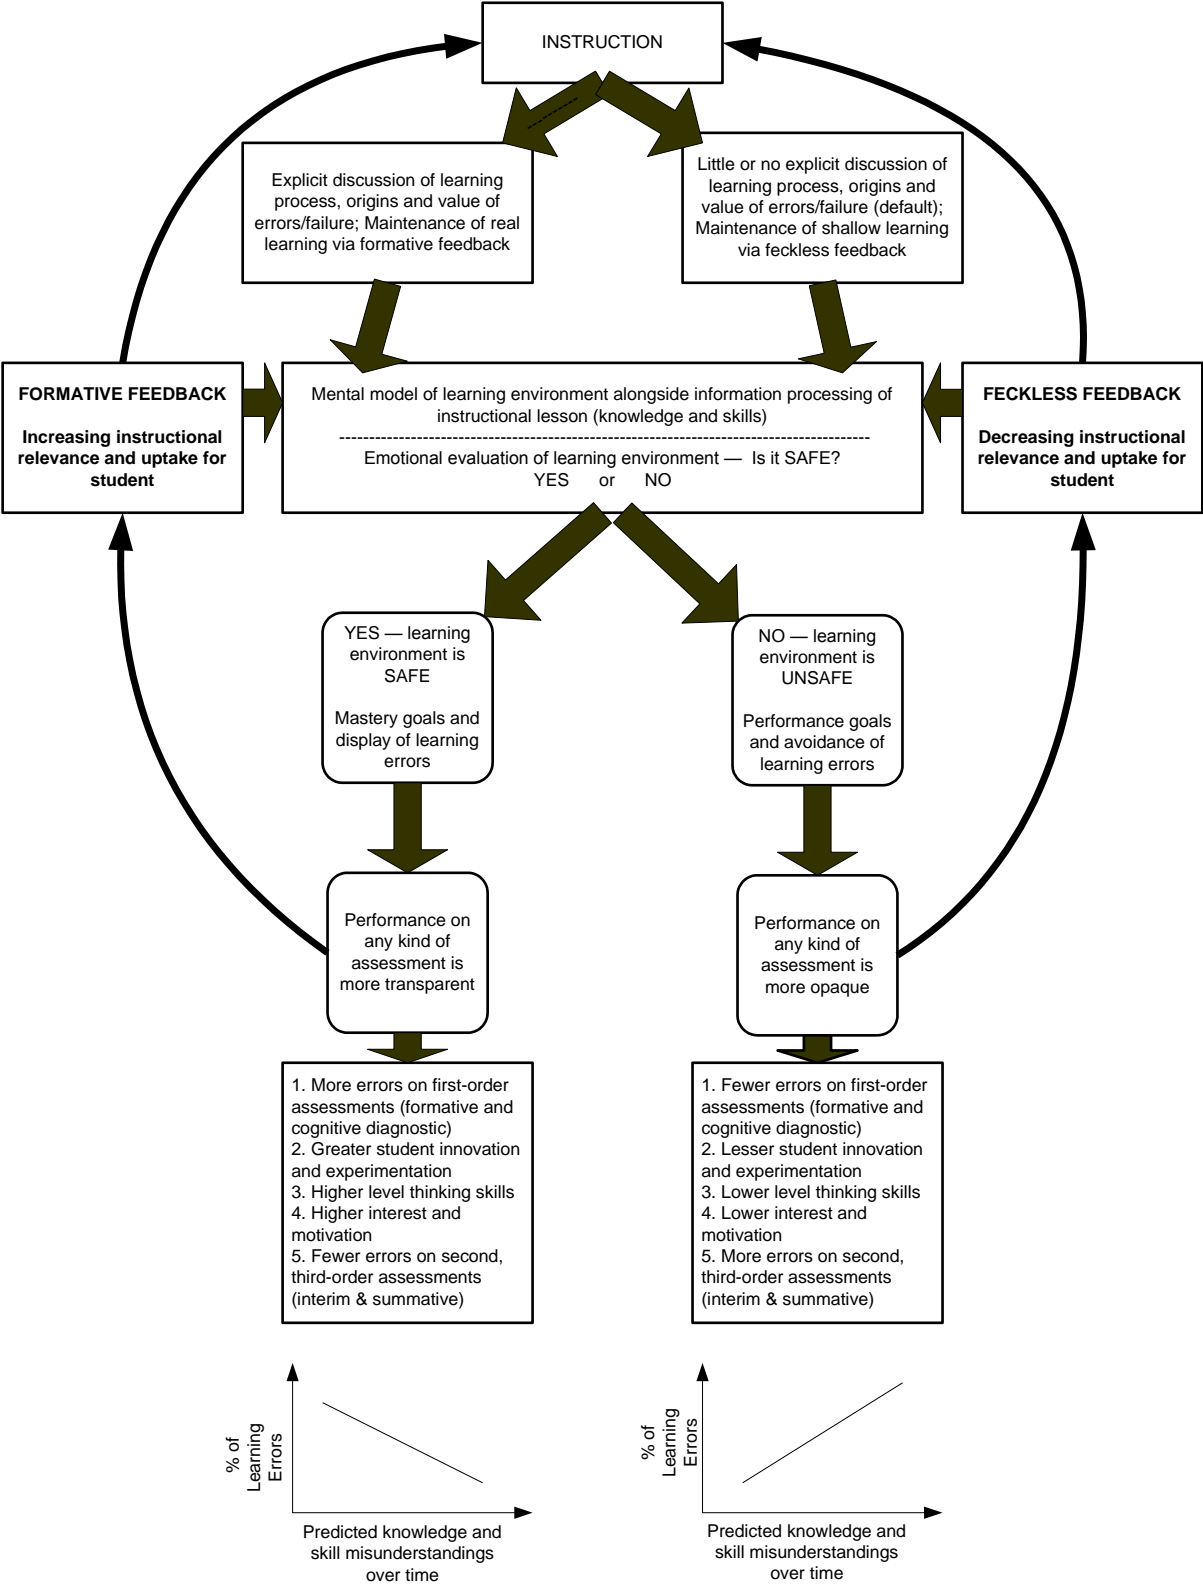 INSTRUCTION
Explicit discussion of learning
process, origins and value of
errors/failure; Maintenance of real
learning via formative feedback
Little or no explicit discussion of
learning process, origins and
value of errors/failure (default);
Maintenance of shallow learning
via feckless feedback
FORMATIVE FEEDBACK
Increasing instructional
relevance and uptake for
student
Mental model of learning environment alongside information processing of
instructional lesson (knowledge and skills)
Emotional evaluation of learning environment — Is it SAFE?
YES or NO
FECKLESS FEEDBACK
Decreasing instructional
relevance and uptake for
student
YES — learning
environment is
SAFE
Mastery goals and
display of learning
errors
NO — learning
environment is
UNSAFE
Performance goals
and avoidance of
learning errors
Performance on
any kind of
assessment is
more transparent
Performance on
any kind of
assessment is
more opaque
1. More errors on first-order
assessments (formative and
cognitive diagnostic)
2. Greater student innovation
and experimentation
3. Higher level thinking skills
4. Higher interest and
motivation
5. Fewer errors on second,
third-order assessments
(interim & summative)
1. Fewer errors on first-order
assessments (formative and
cognitive diagnostic)
2. Lesser student innovation
and experimentation
3. Lower level thinking skills
4. Lower interest and
motivation
5. More errors on second,
third-order assessments
(interim & summative)
% of
Learning
Errors
Predicted knowledge and
skill misunderstandings
over time
% of
Learning
Errors
Predicted knowledge and
skill misunderstandings
over time